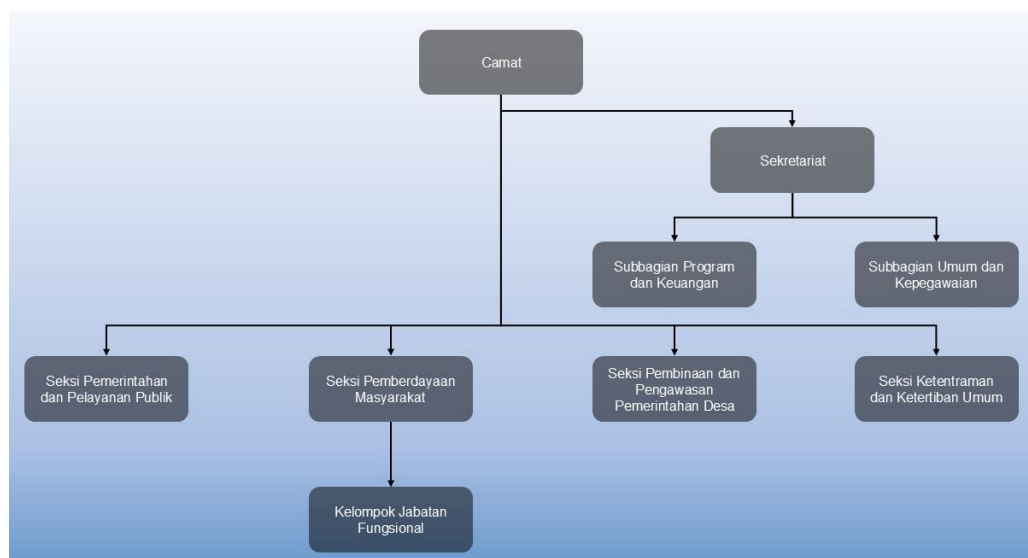 Camat
Sekretariat
Subbagian Program
dan Keuangan
Subbagian Umum dan
Kepegawaian
Seksi Pemerintahan
dan Pelayanan Publik
Seksi Pemberdayaan
Masyarakat
Seksi Pembinaan dan
Pengawasan
Pemerintahan Desa
Seksi Ketentraman
dan Ketertiban Umum
Kelompok Jabatan
Fungsional